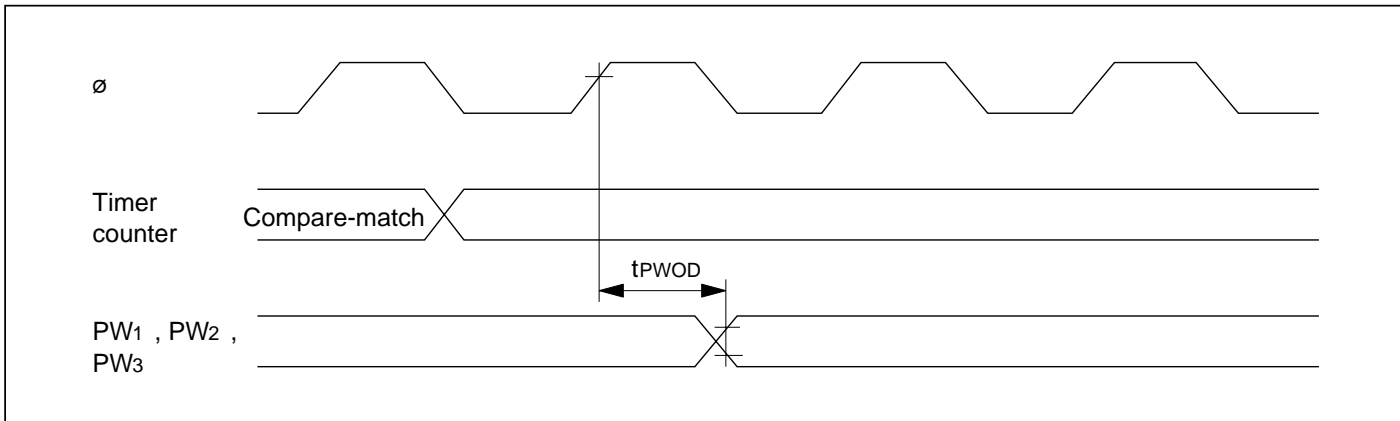 ø
Timer
counter
Compare-match
tPWOD
PW1 , PW2 ,
PW3